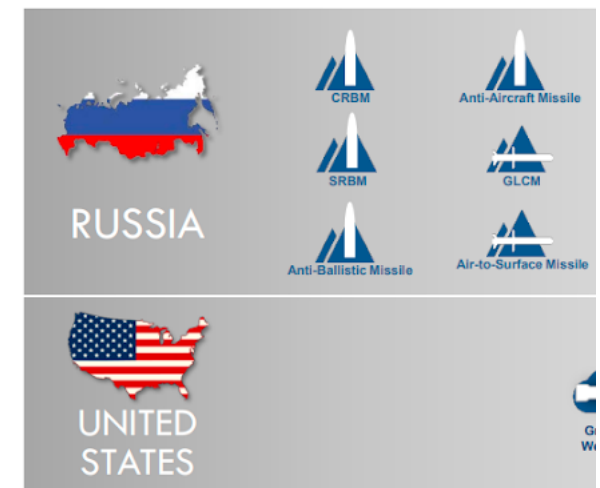 CRBM
Anti-Aircraft Missile
SRBM
GLCM
RUSSIA
Anti-Ballistic Missile
Air-to-Surface Missile
UNITED
STATES